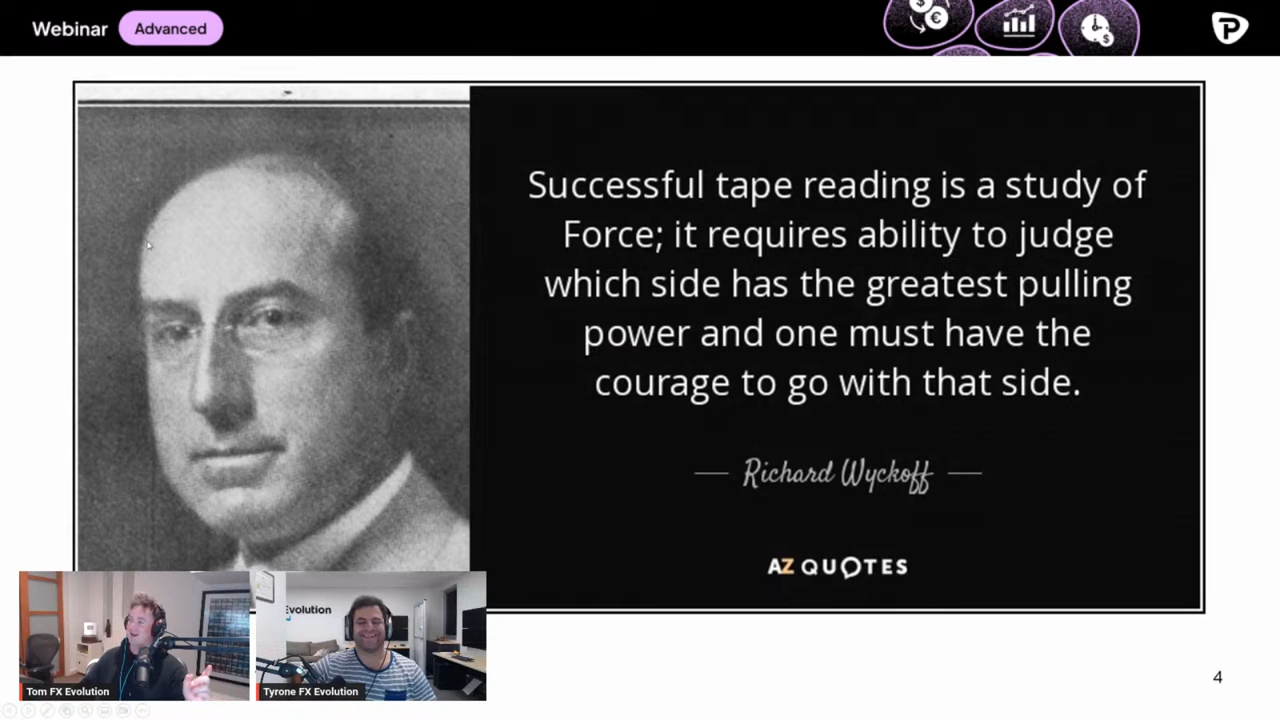 Webinar
Advanced
Successful tape reading is a study of
Force; it requires ability to judge
which side has the greatest pulling
power and one must have the
courage to go with that side.
Richard Wyckoff
AZ QUOTES
Evolution
Tom FX Evolution
Tyrone FX Evolution
4